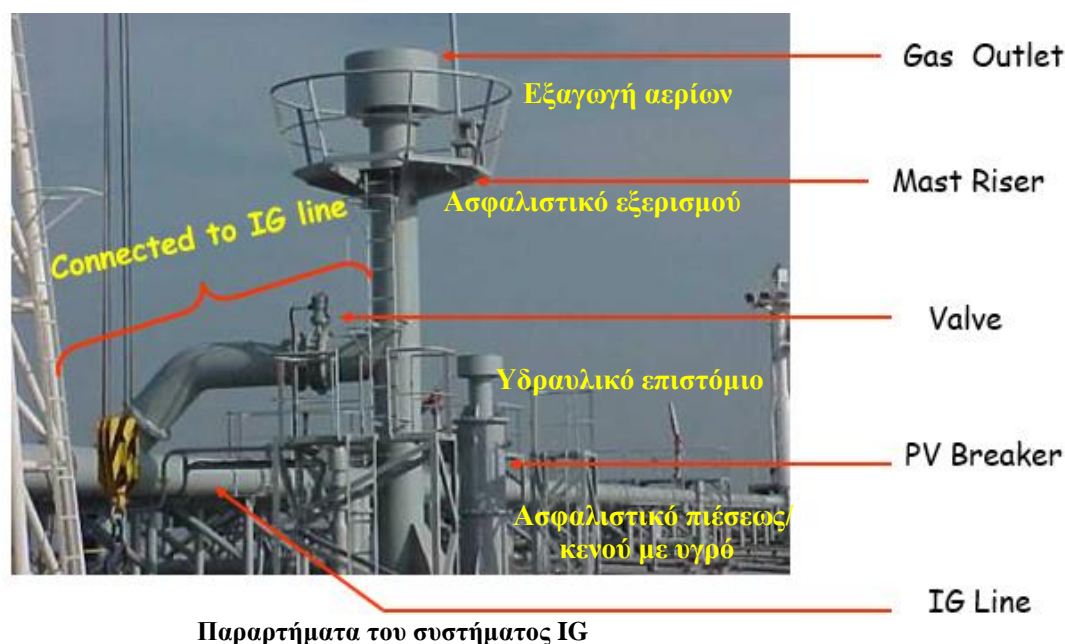 Gas Outlet
Εξαγωγή αερίων
Mast Riser
Ασφαλιστικό εξερισμού
Connected to IG line
Valve
Υδραυλικό επιστόμιο
PV Breaker
Ασφαλιστικό πιέσεως/
κενού με υγρό
IG Line
Παραρτήματα του συστήματος IG